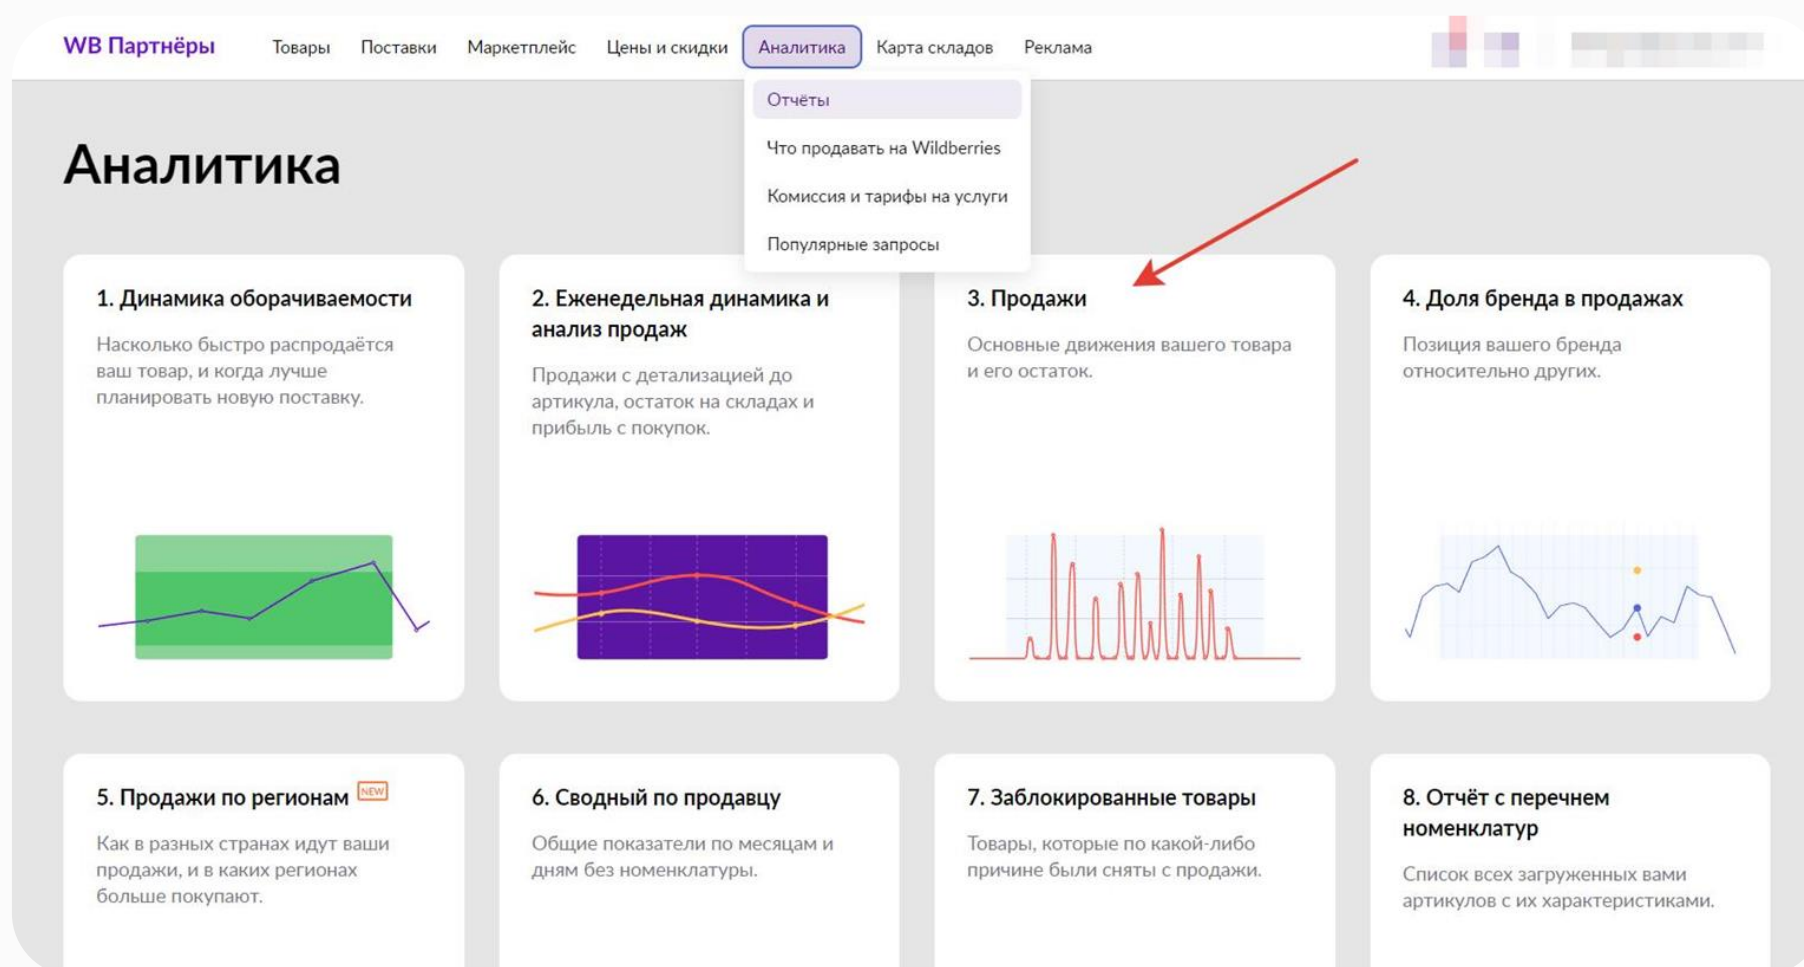 WB Партнёры
Товары
Поставки
Маркетплейс
Цены и скидки
Аналитика
Карта складов
Реклама
Отчёты
Что продавать на Wildberries
Комиссия и тарифы на услуги
Популярные запросы
Аналитика
1. Динамика оборачиваемости
Насколько быстро распродаётся
ваш товар, и когда лучше
планировать новую поставку.
2. Еженедельная динамика и
анализ продаж
Продажи с детализацией до
артикула, остаток на складах и
прибыль с покупок.
3. Продажи
Основные движения вашего товара
и его остаток.
4. Доля бренда в продажах
Позиция вашего бренда
относительно других.
5. Продажи по регионам NEW
Как в разных странах идут ваши
продажи, и в каких регионах
больше покупают.
6. Сводный по продавцу
Общие показатели по месяцам и
дням без номенклатуры.
7. Заблокированные товары
Товары, которые по какой-либо
причине были сняты с продажи.
8. Отчёт с перечнем
номенклатур
Список всех загруженных вами
артикулов с их характеристиками.